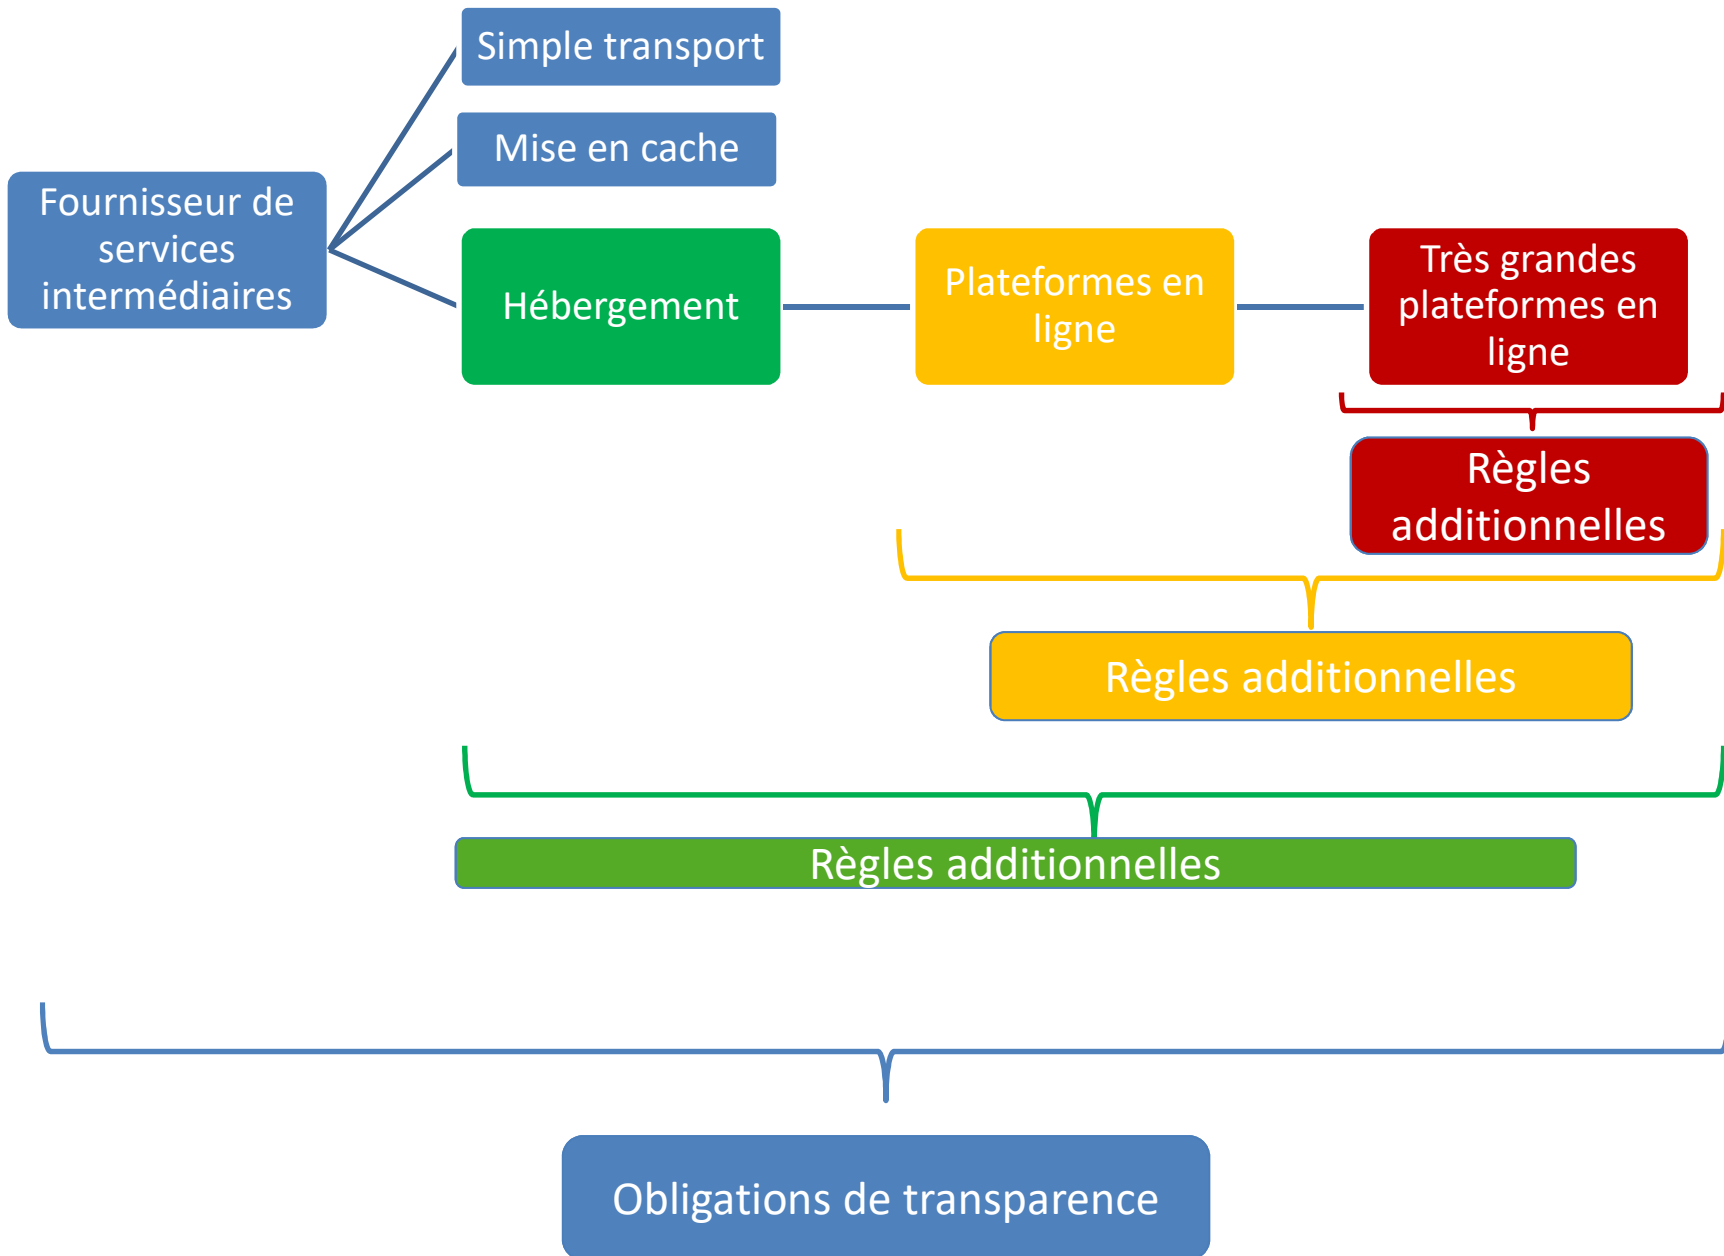 Simple transport
Mise en cache
Fournisseur de
services
intermédiaires
Hébergement
Plateformes en
ligne
Très grandes
plateformes en
ligne
Règles
additionnelles
Règles additionnelles
Règles additionnelles
Obligations de transparence